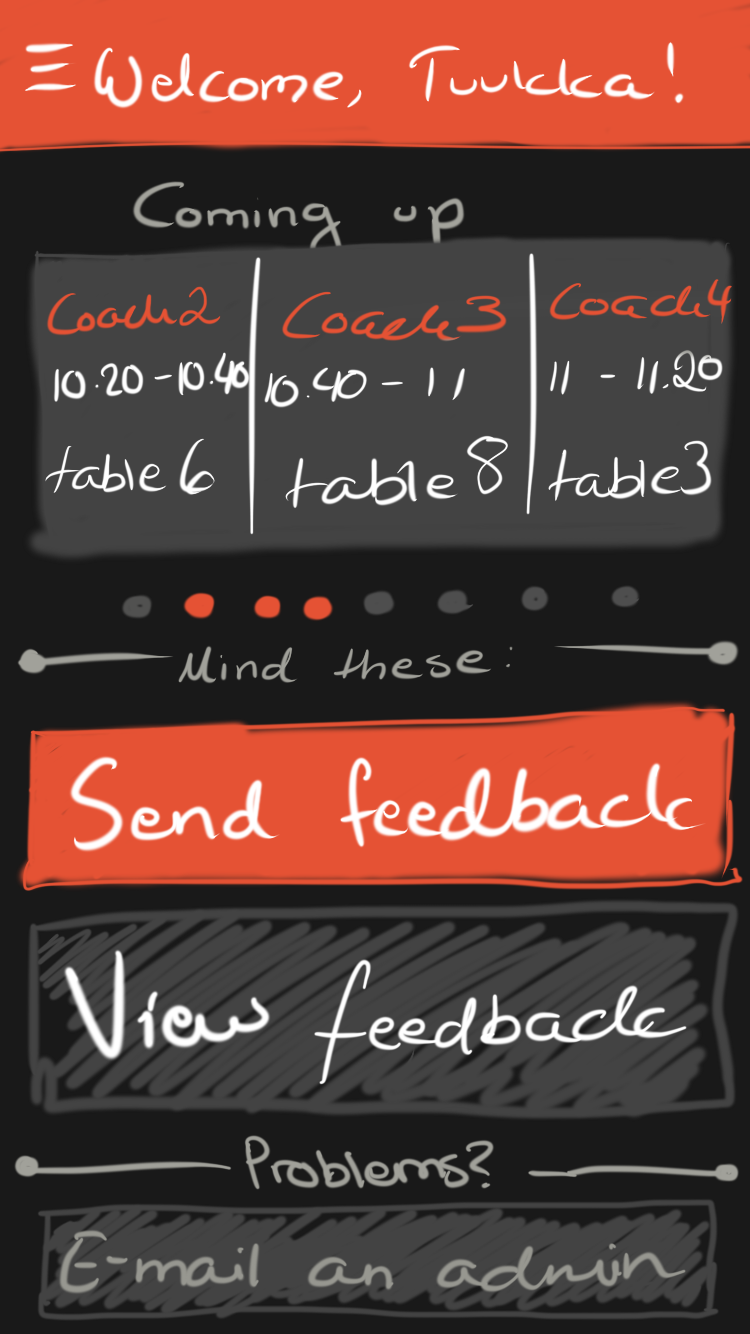 Welcome, Tuukka!
Coming up
Coach2 Coach3 Coach4
10.20-10.40 10.40-11 11-11.20
table 6 table 8 table 3
Mind these:
Send feedback
View feedback
Problems?
E-mail an admin